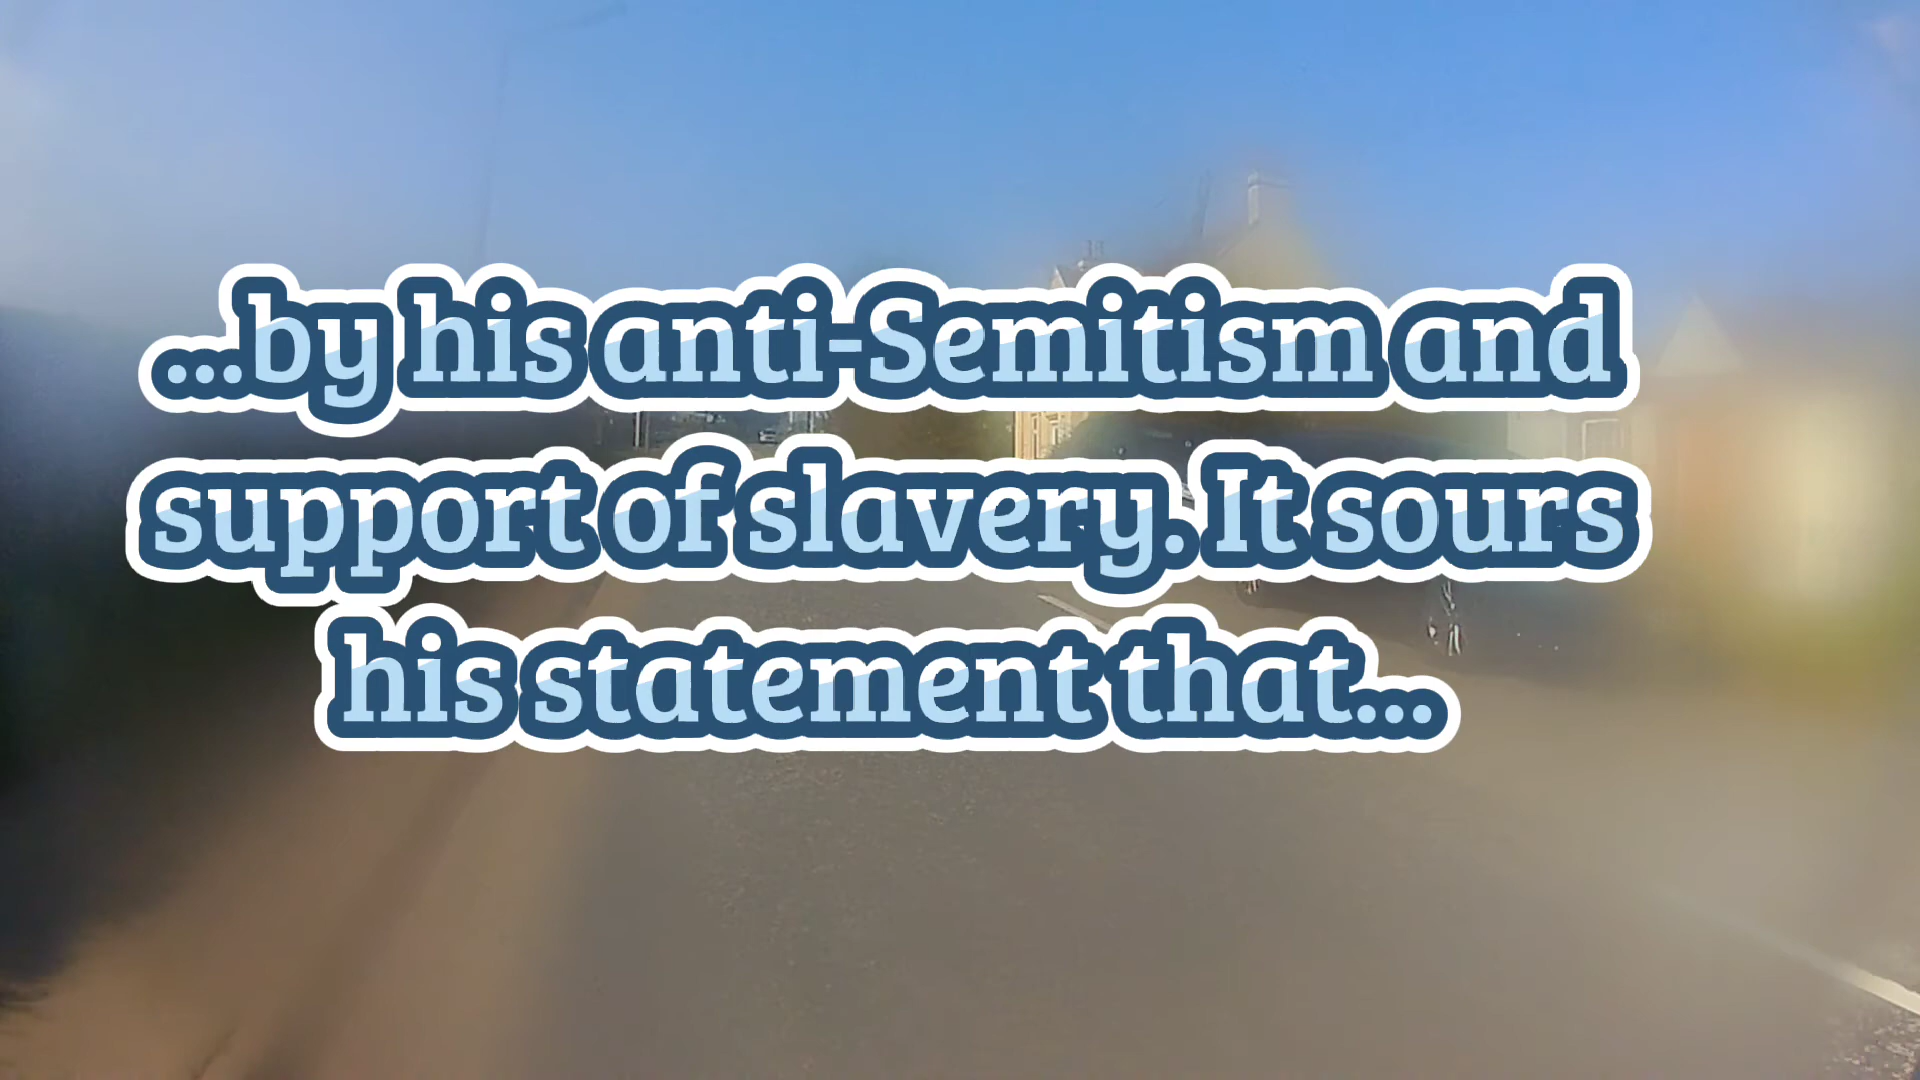 ...by his anti-Semitism and
support of slavery. It sours
his statement that...